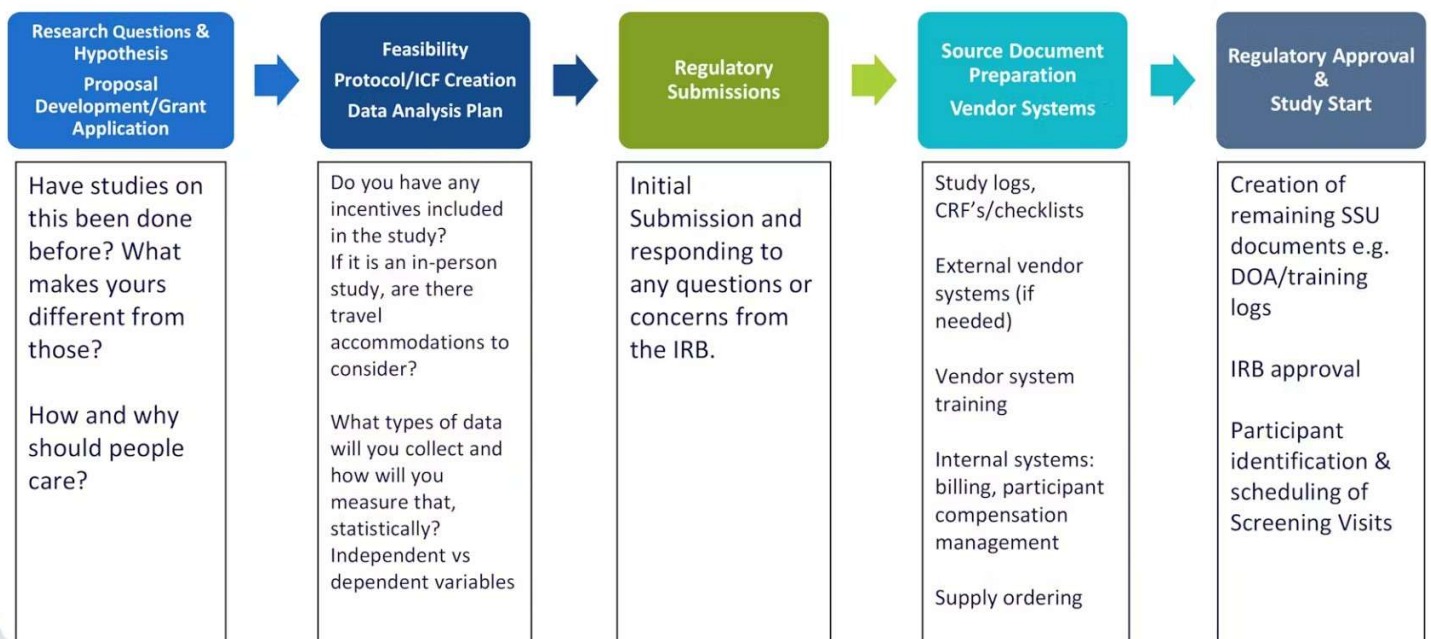 Research Questions &
Hypothesis
Proposal
Development/Grant
Application
Feasibility
Protocol/ICF Creation
Data Analysis Plan
Regulatory
Submissions
Source Document
Preparation
Vendor Systems
Regulatory Approval
&
Study Start
Have studies on
this been done
before? What
makes yours
different from
those?
How and why
should people
care?
Do you have any
incentives included
in the study?
If it is an in-person
study, are there
travel
accommodations to
consider?
What types of data
will you collect and
how will you
measure that,
statistically?
Independent vs
dependent variables
Initial
Submission and
responding to
any questions or
concerns from
the IRB.
Study logs,
CRF's/checklists
External vendor
systems (if
needed)
Vendor system
training
Internal systems:
billing, participant
compensation
management
Supply ordering
Creation of
remaining SSU
documents e.g.
DOA/training
logs
IRB approval
Participant
identification &
scheduling of
Screening Visits